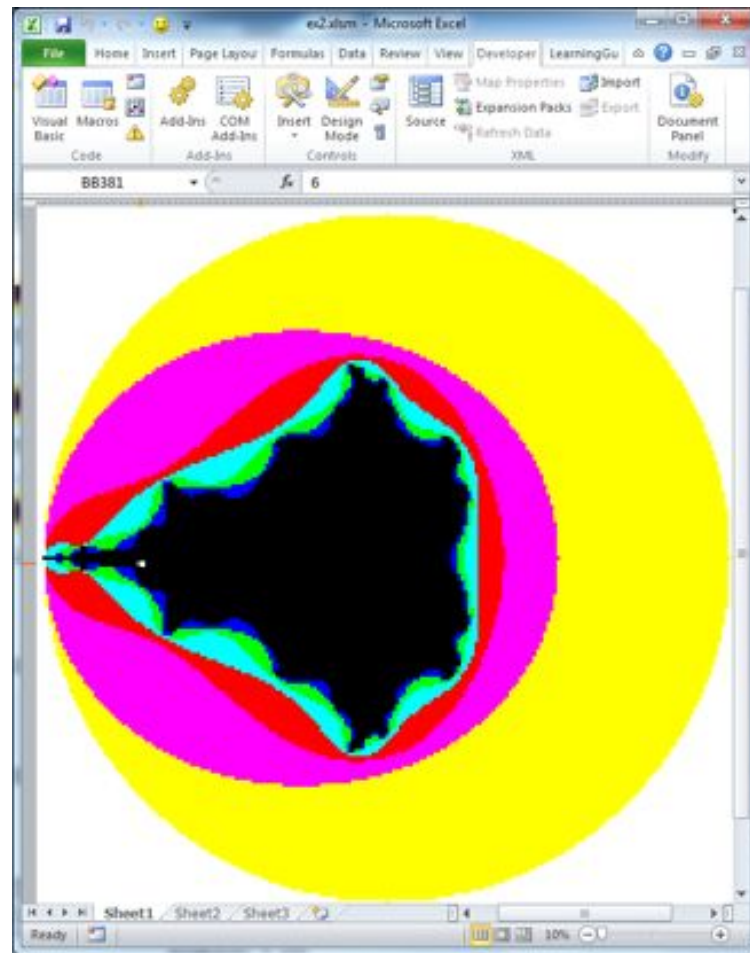 ex2.xlsm - Microsoft Excel
File Home Insert Page Layou Formulas Data Review View Developer LearningGu
Visual Basic Macros Add-Ins COM Add-Ins Insert Design Mode Source Map Properties Expansion Packs Refresh Data Import Export Document Panel
Code Add-Ins Controls XML Modify
BB381 fx 6
Sheet1 Sheet2 Sheet3
Ready 10%